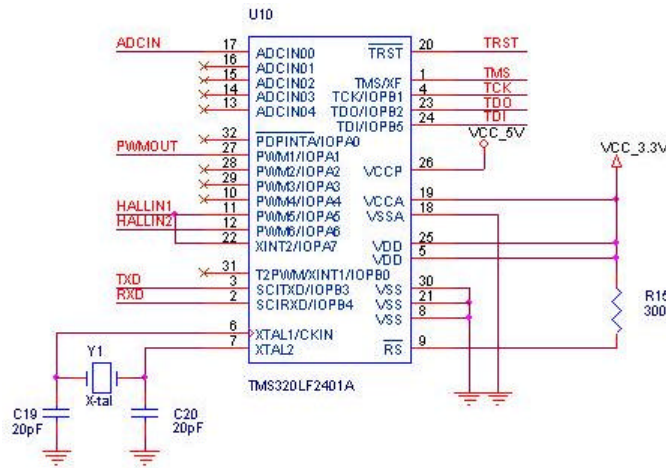 U10
ADCIN 17 ADCIN00 TRST 20 TRST
16 ADCIN01
15 ADCIN02 TMS/XF 1 TMS
14 ADCIN03 TCK/IOPB1 4 TCK
13 ADCIN04 TDO/IOPB2 23 TDO
TDI/IOPB5 24 TDI
32 PDPINTA/IOPA0 VCC_5V
PWMOUT 27 PWM1/IOPA1
28 PWM2/IOPA2 VCCP 26 VCC_3.3V
29 PWM3/IOPA3
10 PWM4/IOPA4 VCCA 19
HALLIN1 11 PWM5/IOPA5 VSSA 18
HALLIN2 12 PWM6/IOPA6
22 XINT2/IOPA7 VDD 25
VDD 5
31 T2PWM/XINT1/IOPB0
TXD 3 SCITXD/IOPB3 VSS 30
RXD 2 SCIRXD/IOPB4 VSS 21
VSS 8
R15
300
6 XTAL1/CKIN
7 XTAL2 RS 9
Y1
X-tal
TMS320LF2401A
C19
20pF
C20
20pF